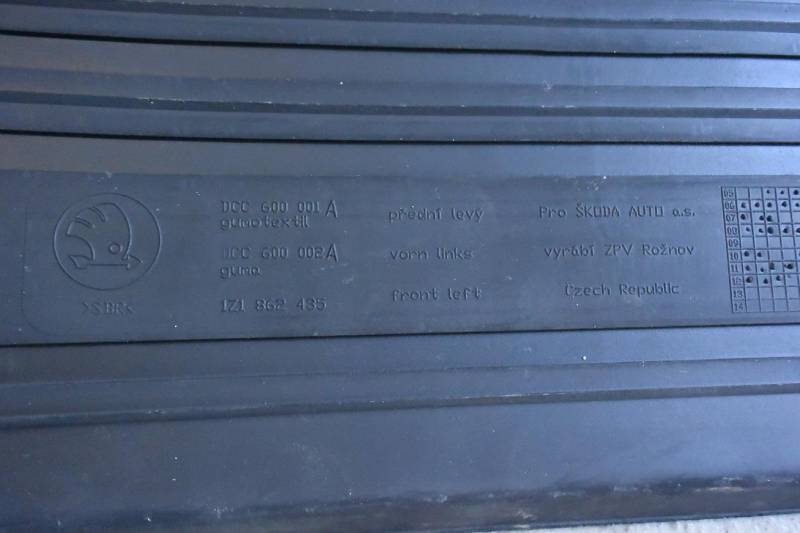 DCC 600 001 A
gumotextil
DCC 600 002 A
guma
1Z1 862 435
>SBR<
přední levý
vorn links
front left
Pro ŠKODA AUTO a.s.
vyrábí ZPV Rožnov
Czech Republic
05
06
07
08
09
10
11
12
13
14